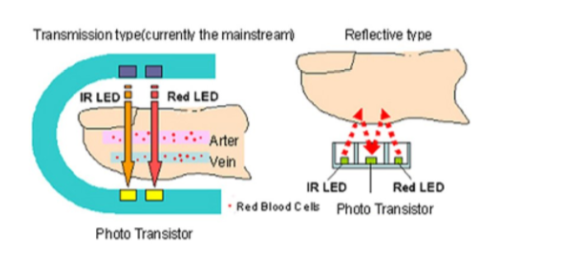 Transmission type(currently the mainstream)
Reflective type
IR LED
Red LED
Arter
Vein
IR LED
Red LED
• Red Blood Cells
Photo Transistor
Photo Transistor